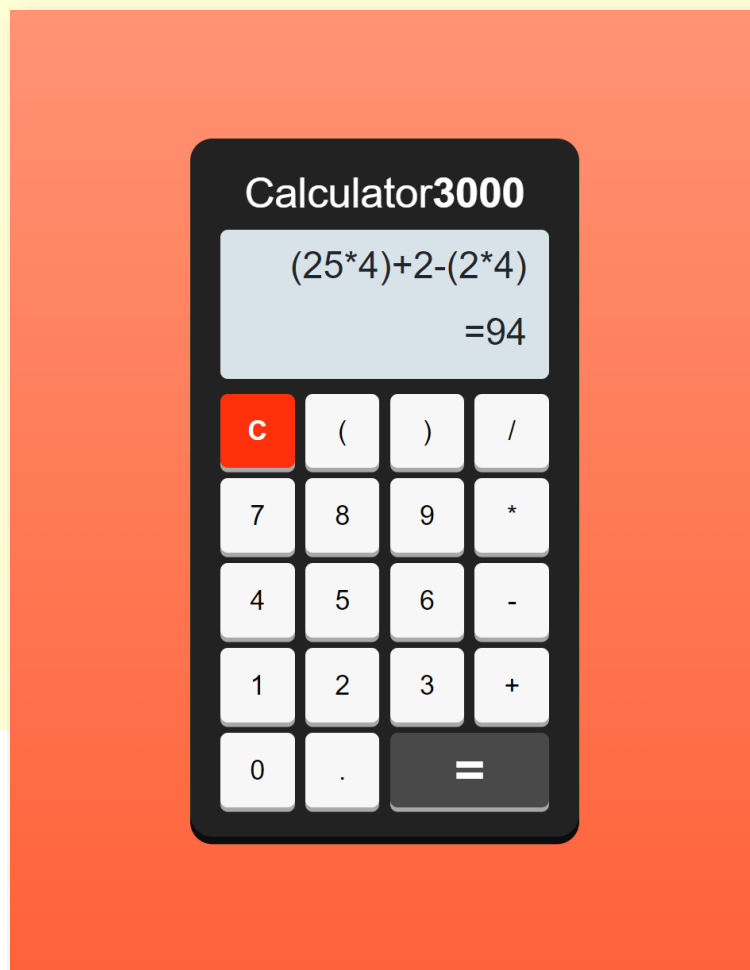 Calculator3000
(25*4)+2-(2*4)
=94
C ( ) /
7 8 9 *
4 5 6 -
1 2 3 +
0 . =